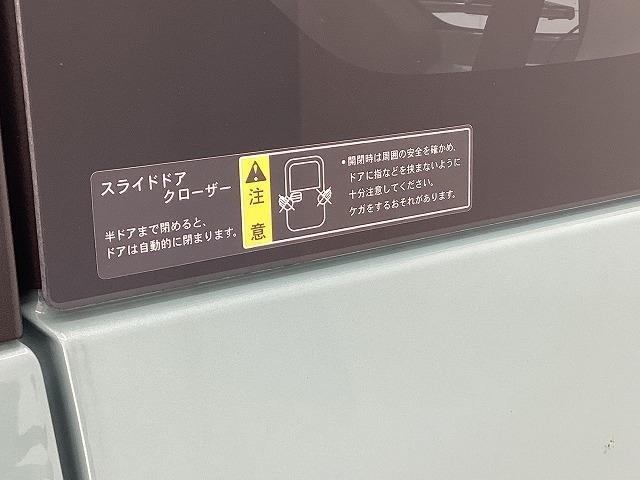 スライドドア
クローザー
半ドアまで閉めると、
ドアは自動的に閉まります。
注意
•開閉時は周囲の安全を確かめ、
ドアに指などを挟まないように
十分注意してください。
ケガをするおそれがあります。